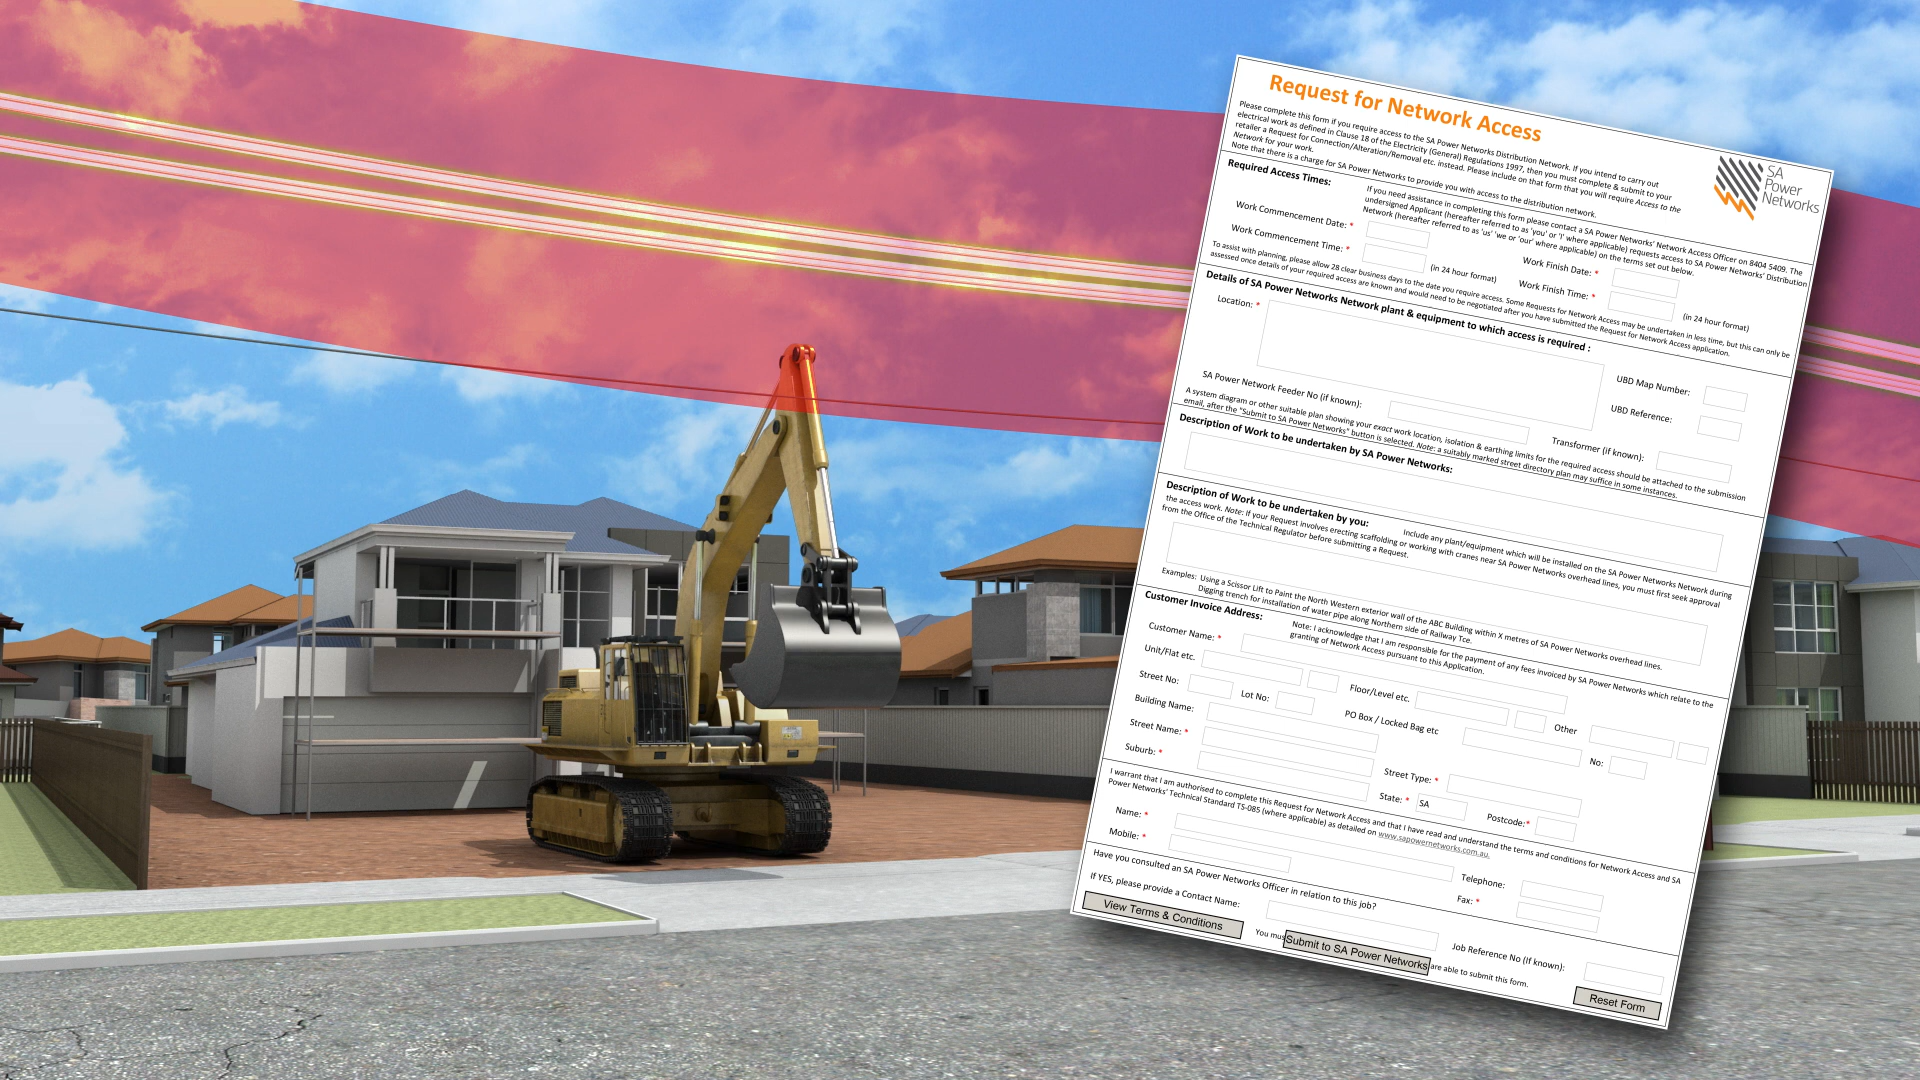 Request for Network Access
SA
Power
Networks
Please complete this form if you require access to the SA Power Networks Distribution Network. If you intend to carry out
electrical work as defined in Clause 18 of the Electricity (General) Regulations 1997, then you must complete & submit to your
retailer a Request for Connection/Alteration/Removal etc. instead. Please include on that form that you will require Access to the
Network for your work.
Note that there is a charge for SA Power Networks to provide you with access to the distribution network.
Required Access Times:
If you need assistance in completing this form please contact a SA Power Networks' Network Access Officer on 8404 5409. The
undersigned Applicant (hereafter referred to as 'you' or 'I' where applicable) requests access to SA Power Networks' Distribution
Network (hereafter referred to as 'us' 'we or 'our' where applicable) on the terms set out below.
Work Commencement Date: *
Work Finish Date: *
Work Commencement Time: *
(in 24 hour format)
Work Finish Time: *
(in 24 hour format)
To assist with planning, please allow 28 clear business days to the date you require access. Some Requests for Network Access may be undertaken in less time, but this can only be
assessed once details of your required access are known and would need to be negotiated after you have submitted the Request for Network Access application.
Details of SA Power Networks Network plant & equipment to which access is required :
Location: *
UBD Map Number:
UBD Reference:
SA Power Network Feeder No (if known):
Transformer (if known):
A system diagram or other suitable plan showing your exact work location, isolation & earthing limits for the required access should be attached to the submission
email, after the "Submit to SA Power Networks" button is selected. Note: a suitably marked street directory plan may suffice in some instances.
Description of Work to be undertaken by SA Power Networks:
Description of Work to be undertaken by you:
Include any plant/equipment which will be installed on the SA Power Networks Network during
the access work. Note: If your Request involves erecting scaffolding or working with cranes near SA Power Networks overhead lines, you must first seek approval
from the Office of the Technical Regulator before submitting a Request.
Examples: Using a Scissor Lift to Paint the North Western exterior wall of the ABC Building within X metres of SA Power Networks overhead lines.
Digging trench for installation of water pipe along Northern side of Railway Tce.
Customer Invoice Address:
Note: I acknowledge that I am responsible for the payment of any fees invoiced by SA Power Networks which relate to the
granting of Network Access pursuant to this Application.
Customer Name: *
Unit/Flat etc.
Floor/Level etc.
Other
Street No:
Lot No:
PO Box / Locked Bag etc
No:
Building Name:
Street Name: *
Street Type: *
Suburb: *
State: * SA
Postcode:*
I warrant that I am authorised to complete this Request for Network Access and that I have read and understand the terms and conditions for Network Access and SA
Power Networks' Technical Standard TS-085 (where applicable) as detailed on www.sapowernetworks.com.au.
Name: *
Telephone:
Mobile: *
Fax: *
Have you consulted an SA Power Networks Officer in relation to this job?
If YES, please provide a Contact Name:
Job Reference No (If known):
View Terms & Conditions
You mus
Submit to SA Power Networks
are able to submit this form.
Reset Form